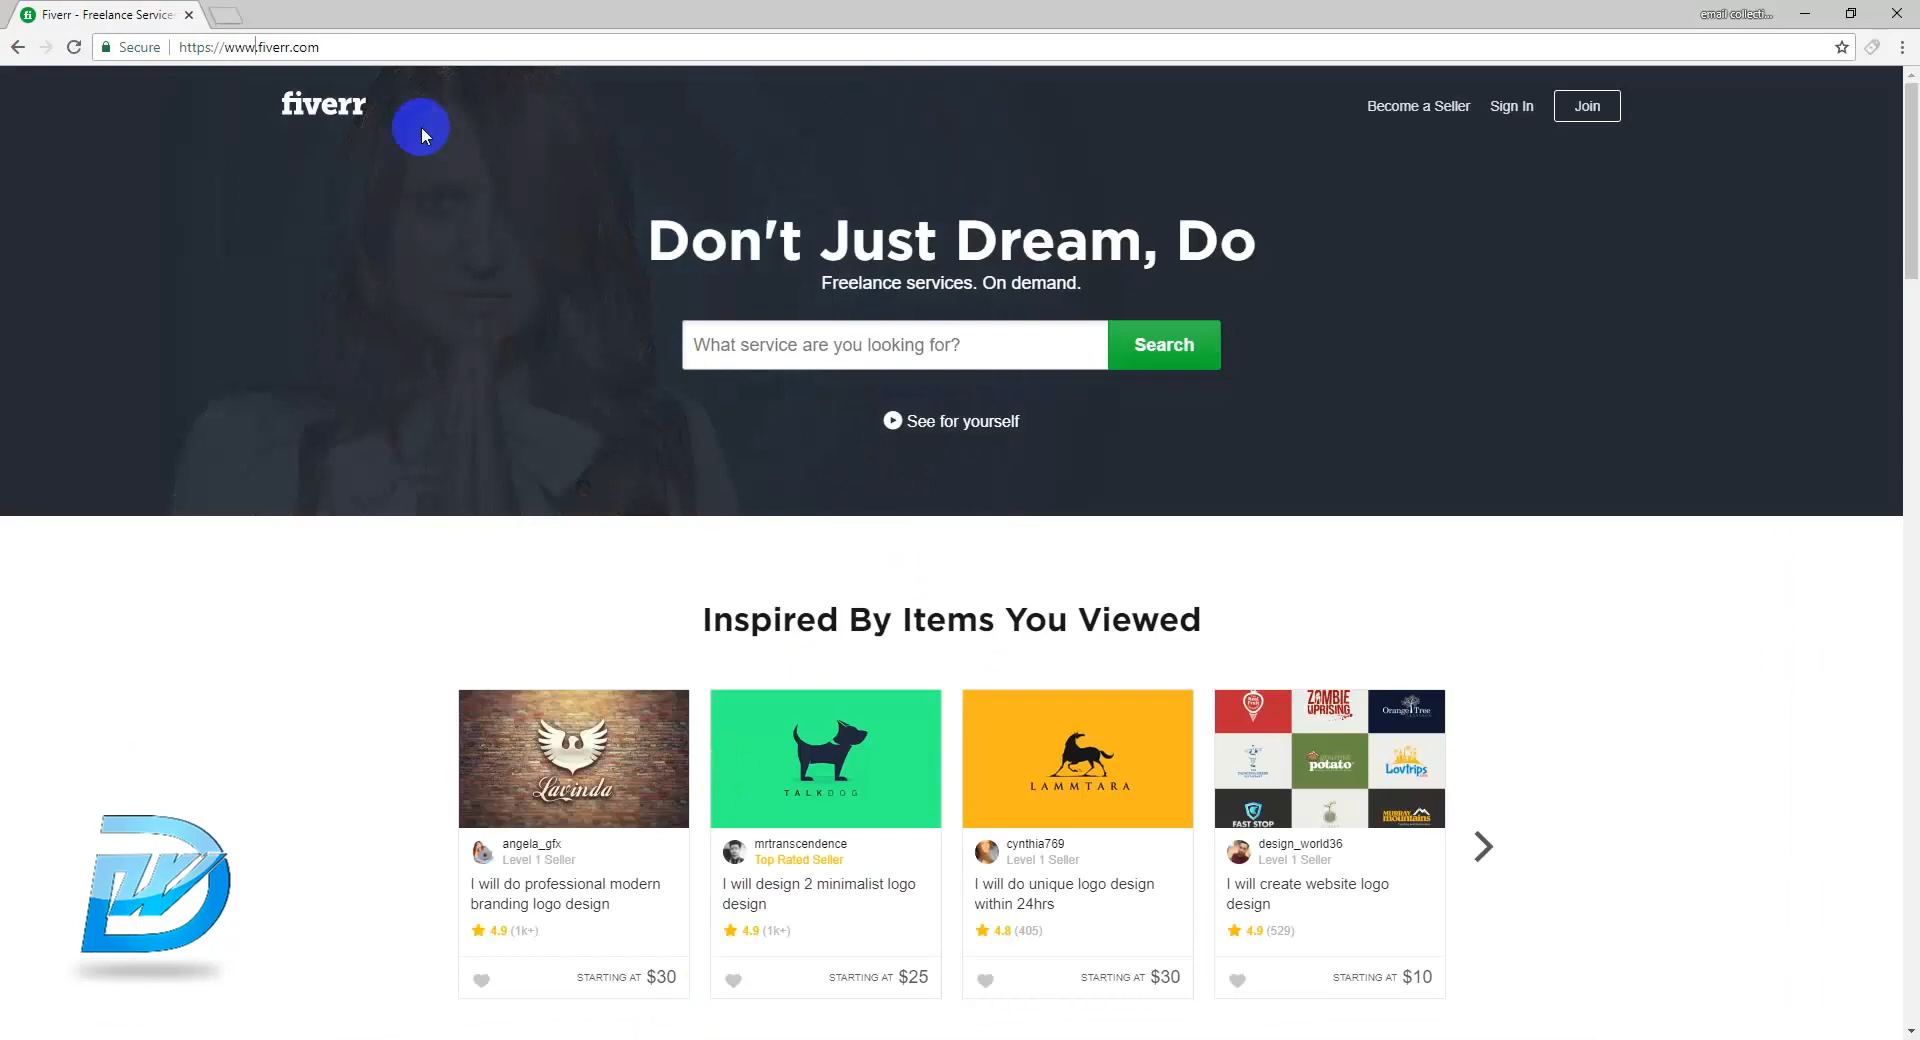 Fiverr - Freelance Service
email collecti...
Secure
https://www.fiverr.com
fiverr
Become a Seller
Sign In
Join
Don't Just Dream, Do
Freelance services. On demand.
What service are you looking for?
Search
See for yourself
Inspired By Items You Viewed
Lavinda
TALKDOG
LAMMTARA
ZOMBIE
UPRISING
Orange Tree
potato
Lovtrips
FAST STOP
MURRAY
mountains
angela_gfx
Level 1 Seller
I will do professional modern
branding logo design
4.9 (1k+)
STARTING AT $30
mrtranscendence
Top Rated Seller
I will design 2 minimalist logo
design
4.9 (1k+)
STARTING AT $25
cynthia769
Level 1 Seller
I will do unique logo design
within 24hrs
4.8 (405)
STARTING AT $30
design_world36
Level 1 Seller
I will create website logo
design
4.9 (529)
STARTING AT $10